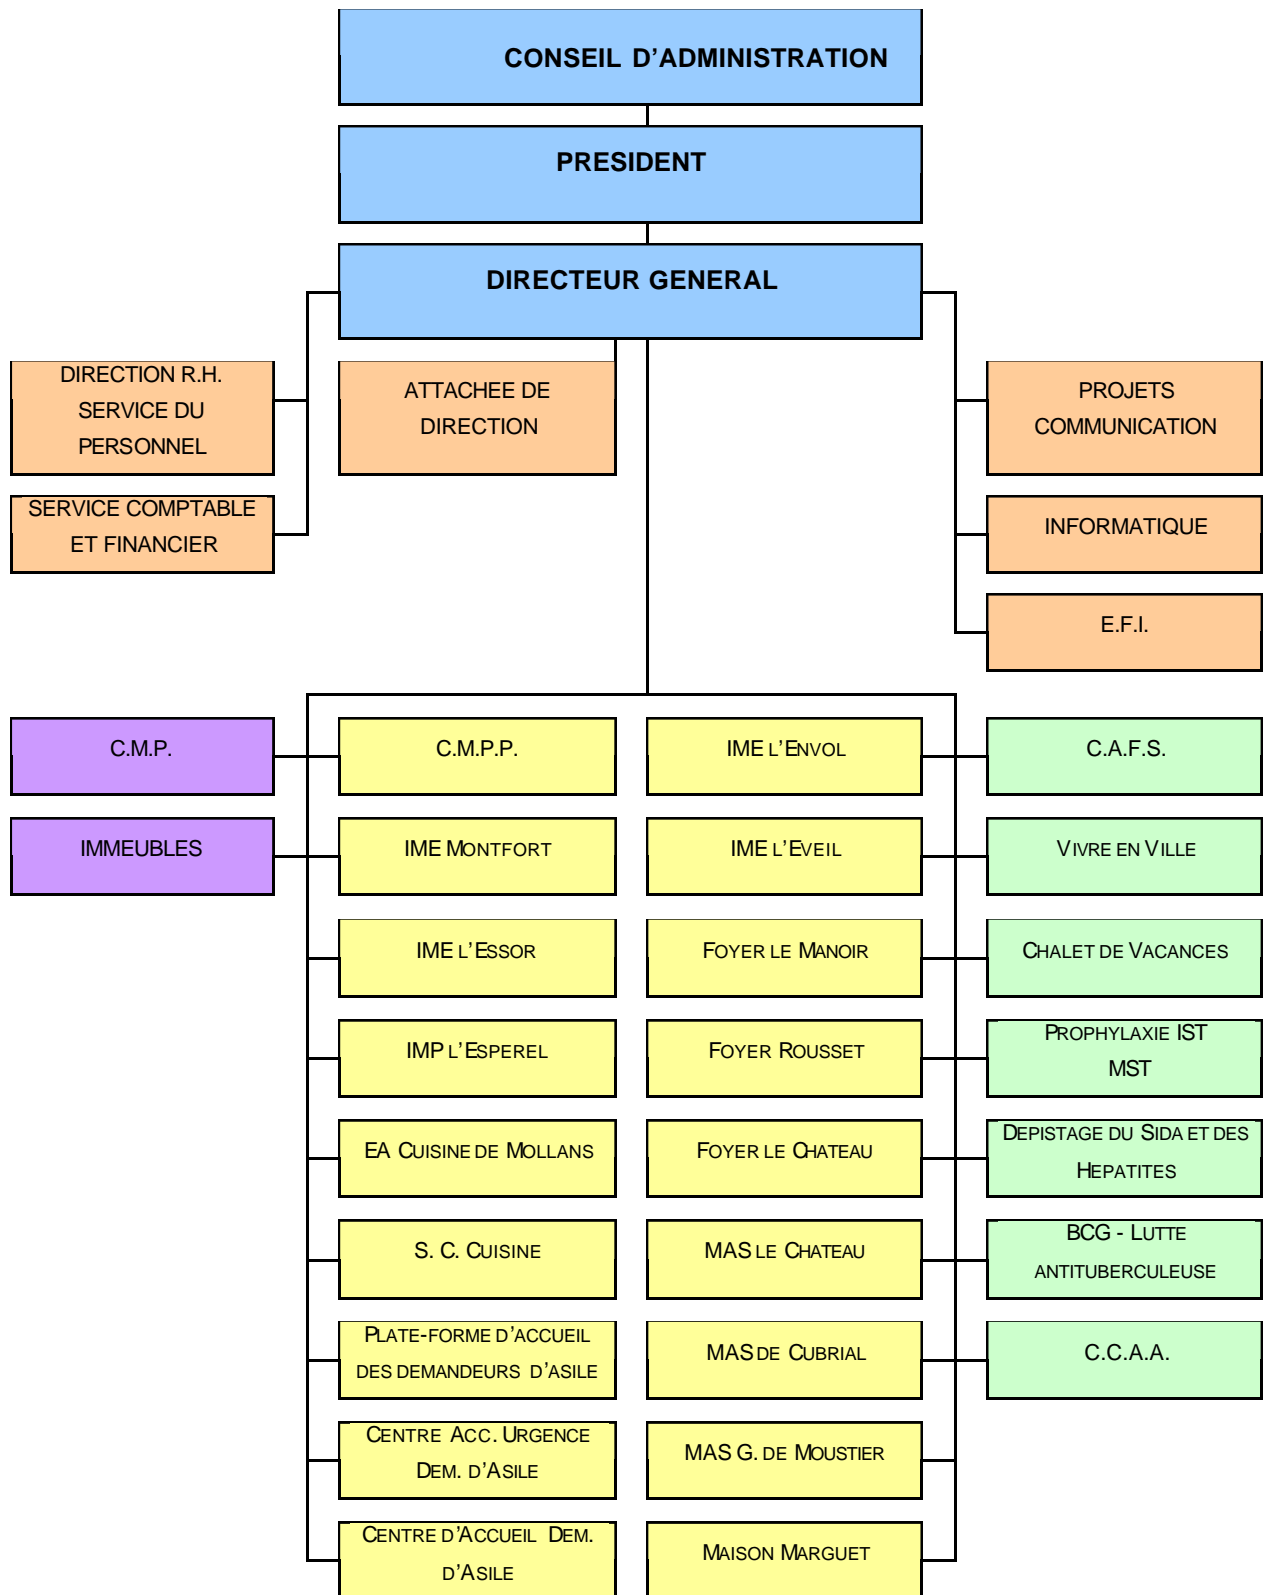 CONSEIL D'ADMINISTRATION
PRESIDENT
DIRECTEUR GENERAL
DIRECTION R.H.
SERVICE DU
PERSONNEL
ATTACHEE DE
DIRECTION
PROJETS
COMMUNICATION
SERVICE COMPTABLE
ET FINANCIER
INFORMATIQUE
E.F.I.
C.M.P.
C.M.P.P.
IME L'ENVOL
C.A.F.S.
IMMEUBLES
IME MONTFORT
IME L'EVEIL
VIVRE EN VILLE
IME L'ESSOR
FOYER LE MANOIR
CHALET DE VACANCES
IMP L'ESPEREL
FOYER ROUSSET
PROPHYLAXIE IST
MST
EA CUISINE DE MOLLANS
FOYER LE CHATEAU
DEPISTAGE DU SIDA ET DES
HEPATITES
S. C. CUISINE
MAS LE CHATEAU
BCG - LUTTE
ANTITUBERCULEUSE
PLATE-FORME D'ACCUEIL
DES DEMANDEURS D'ASILE
MAS DE CUBRIAL
C.C.A.A.
CENTRE ACC. URGENCE
DEM. D'ASILE
MAS G. DE MOUSTIER
CENTRE D'ACCUEIL DEM.
D'ASILE
MAISON MARGUET